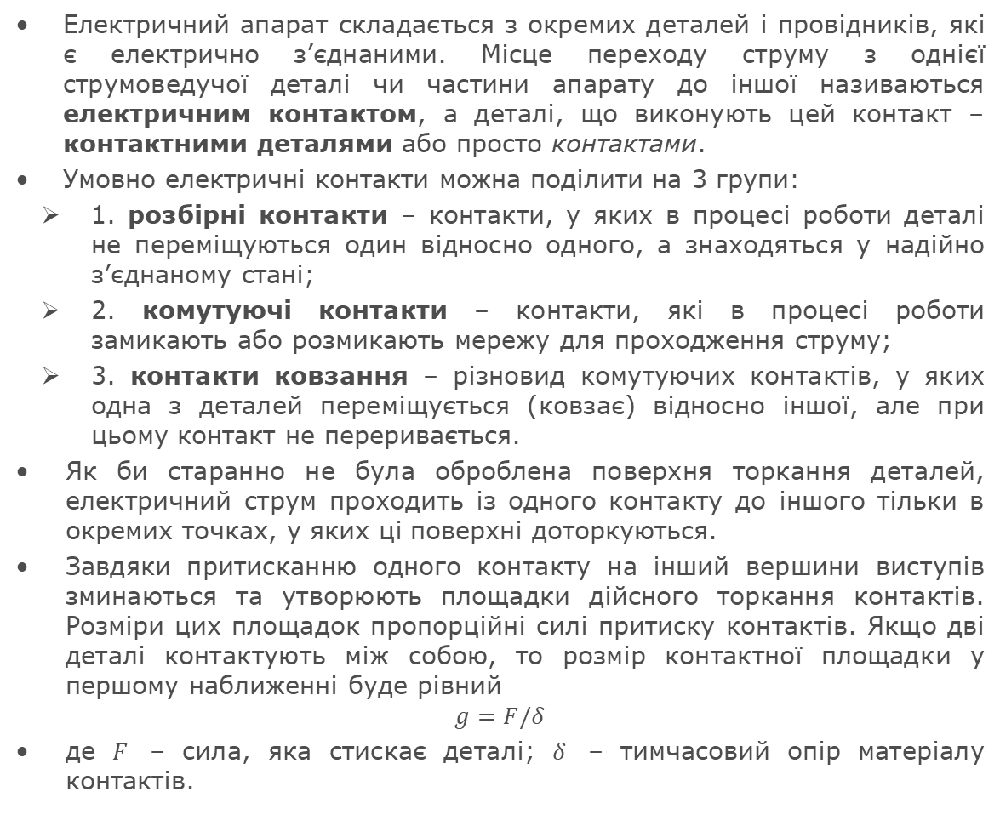 • Електричний апарат складається з окремих деталей і провідників, які
є електрично з’єднаними. Місце переходу струму з однієї
струмоведучої деталі чи частини апарату до іншої називаються
електричним контактом, а деталі, що виконують цей контакт –
контактними деталями або просто контактами.
• Умовно електричні контакти можна поділити на 3 групи:
➢ 1. розбірні контакти – контакти, у яких в процесі роботи деталі
не переміщуються один відносно одного, а знаходяться у надійно
з’єднаному стані;
➢ 2. комутуючі контакти – контакти, які в процесі роботи
замикають або розмикають мережу для проходження струму;
➢ 3. контакти ковзання – різновид комутуючих контактів, у яких
одна з деталей переміщується (ковзає) відносно іншої, але при
цьому контакт не переривається.
• Як би старанно не була оброблена поверхня торкання деталей,
електричний струм проходить із одного контакту до іншого тільки в
окремих точках, у яких ці поверхні доторкуються.
• Завдяки притисканню одного контакту на інший вершини виступів
зминаються та утворюють площадки дійсного торкання контактів.
Розміри цих площадок пропорційні силі притиску контактів. Якщо дві
деталі контактують між собою, то розмір контактної площадки у
першому наближенні буде рівний
g = F/δ
• де F – сила, яка стискає деталі; δ – тимчасовий опір матеріалу
контактів.